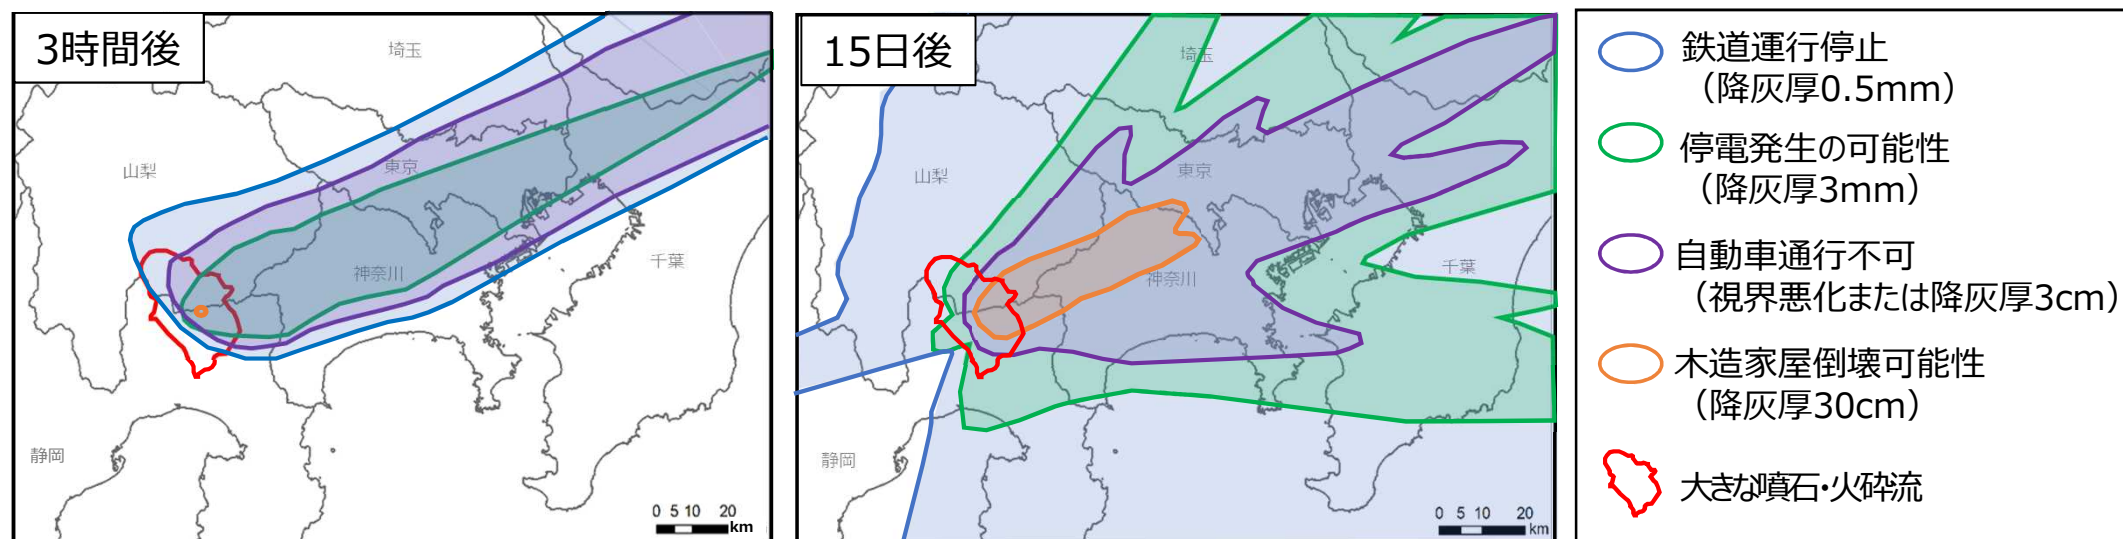 3時間後
埼玉
山梨
東京
神奈川
千葉
静岡
0 5 10 20
km
15日後
埼玉
山梨
東京
神奈川
千葉
静岡
0 5 10 20
km
鉄道運行停止
（降灰厚0.5mm）
停電発生の可能性
（降灰厚3mm）
自動車通行不可
（視界悪化または降灰厚3cm）
木造家屋倒壊可能性
（降灰厚30cm）
大きな噴石・火砕流